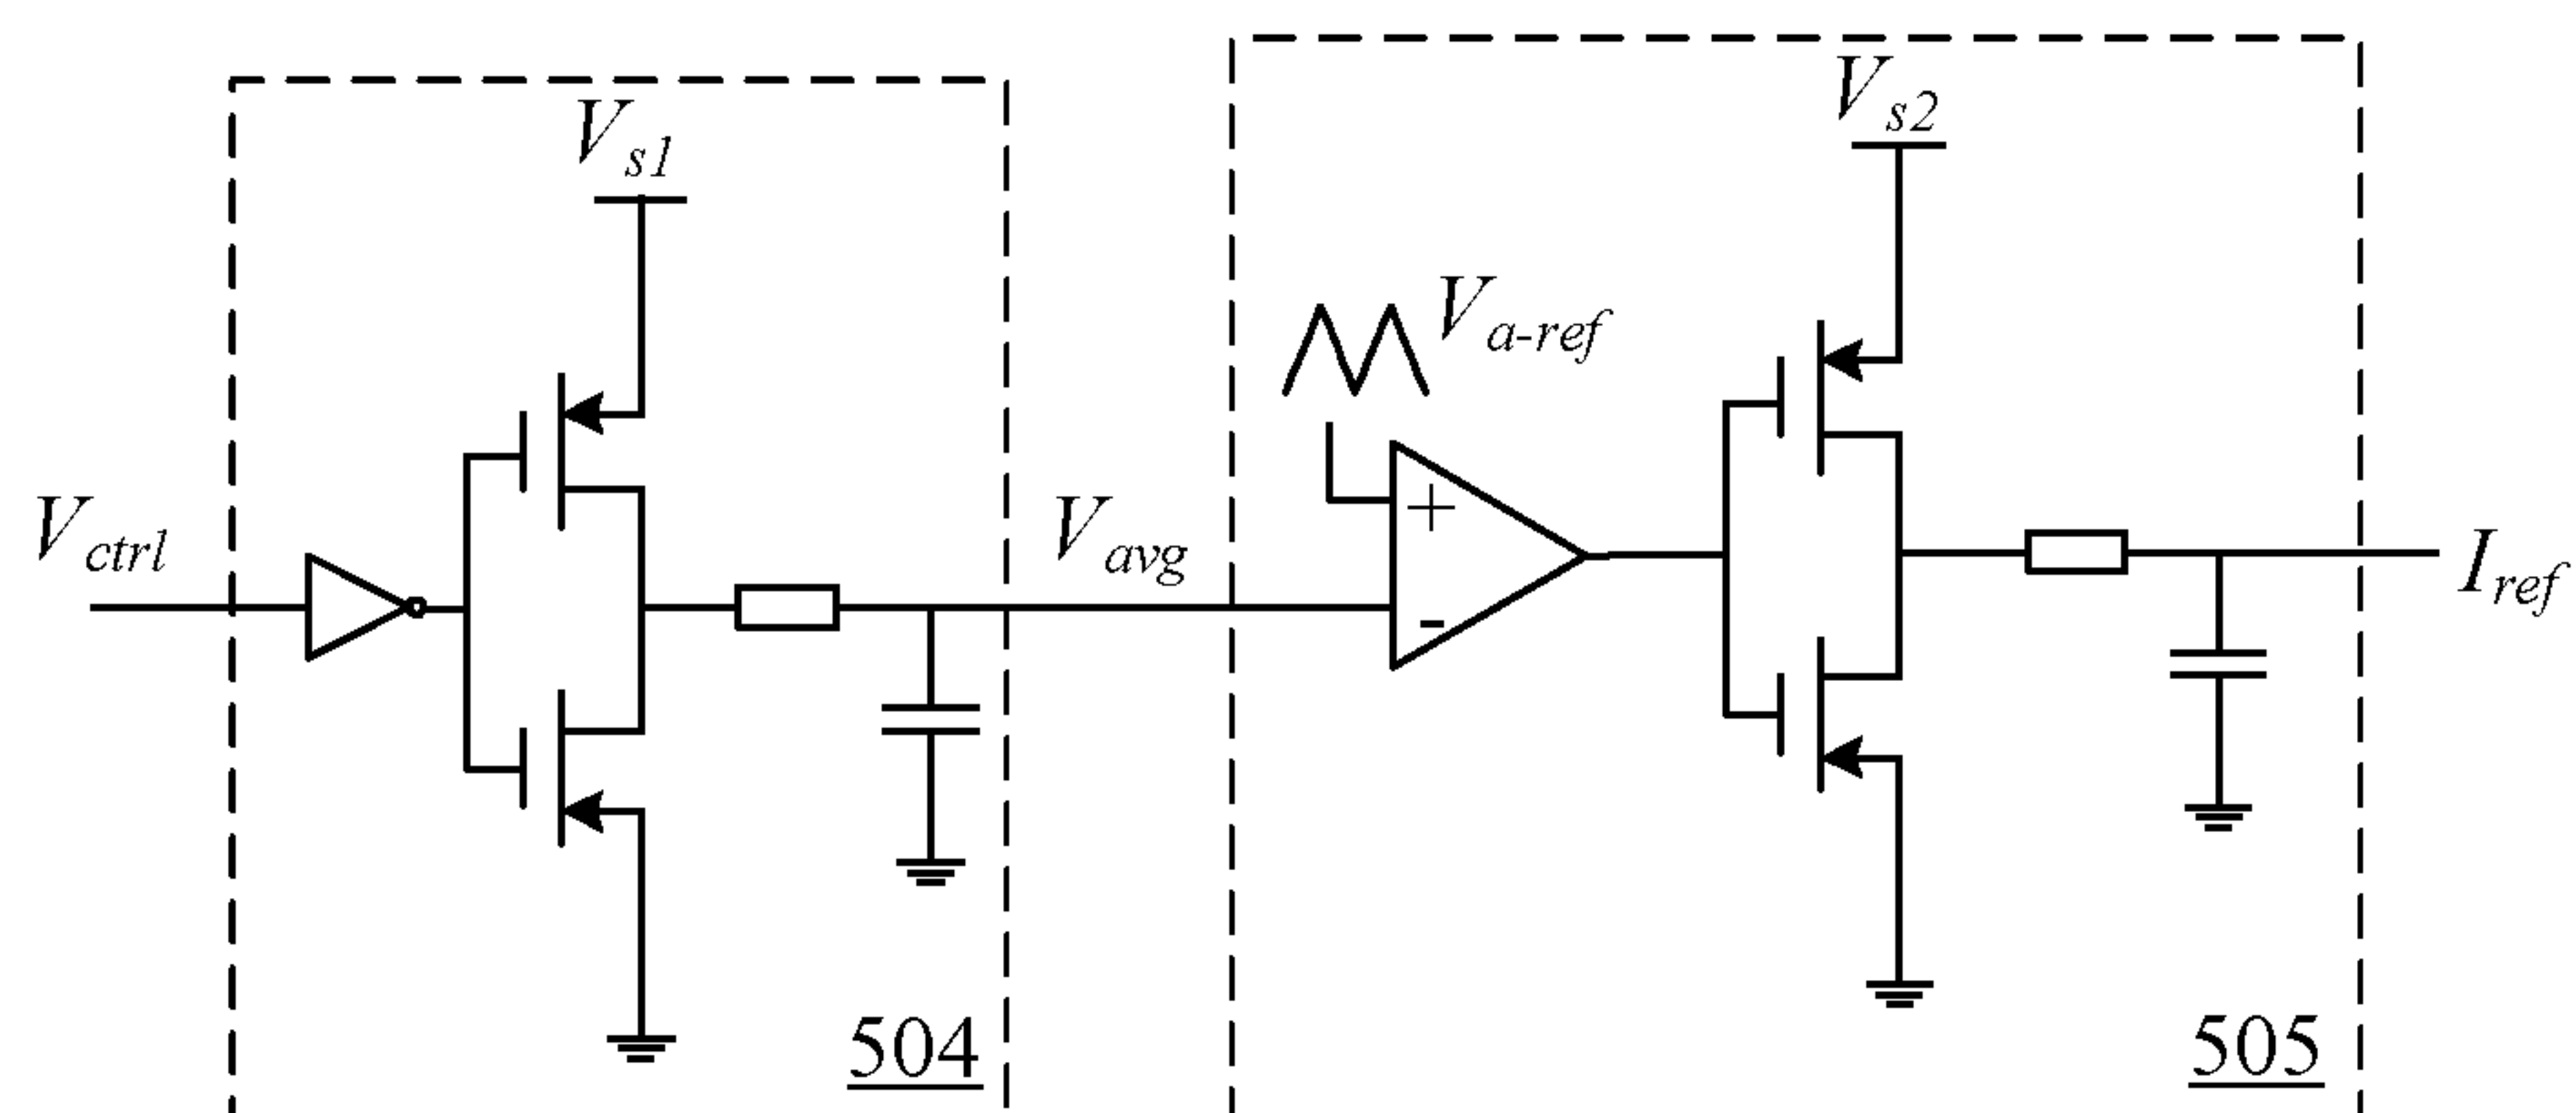 V_s1
V_s2
V_a-ref
V_ctrl
V_avg
+
-
I_ref
504
505